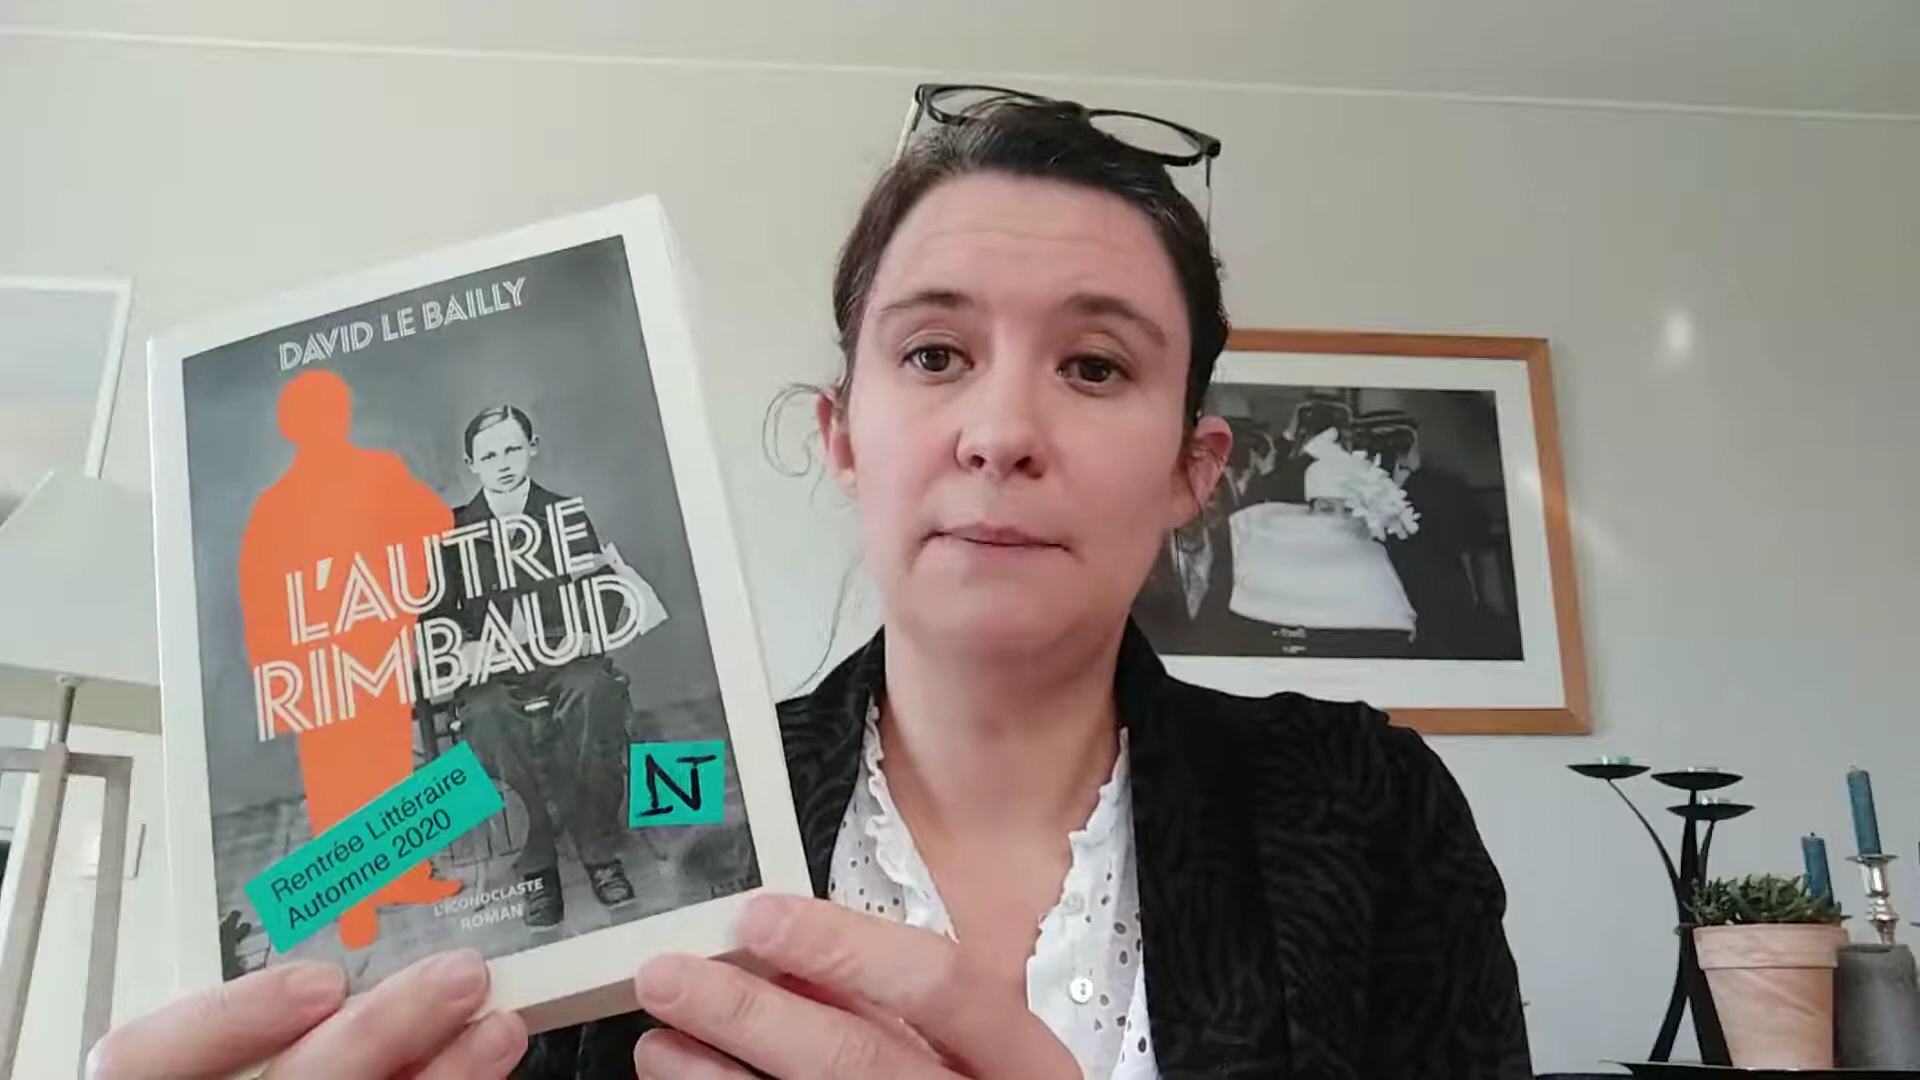 DAVID LE BAILLY
L'AUTRE
RIMBAUD
Rentrée Littéraire
Automne 2020
N
L'ICONOCLASTE
ROMAN